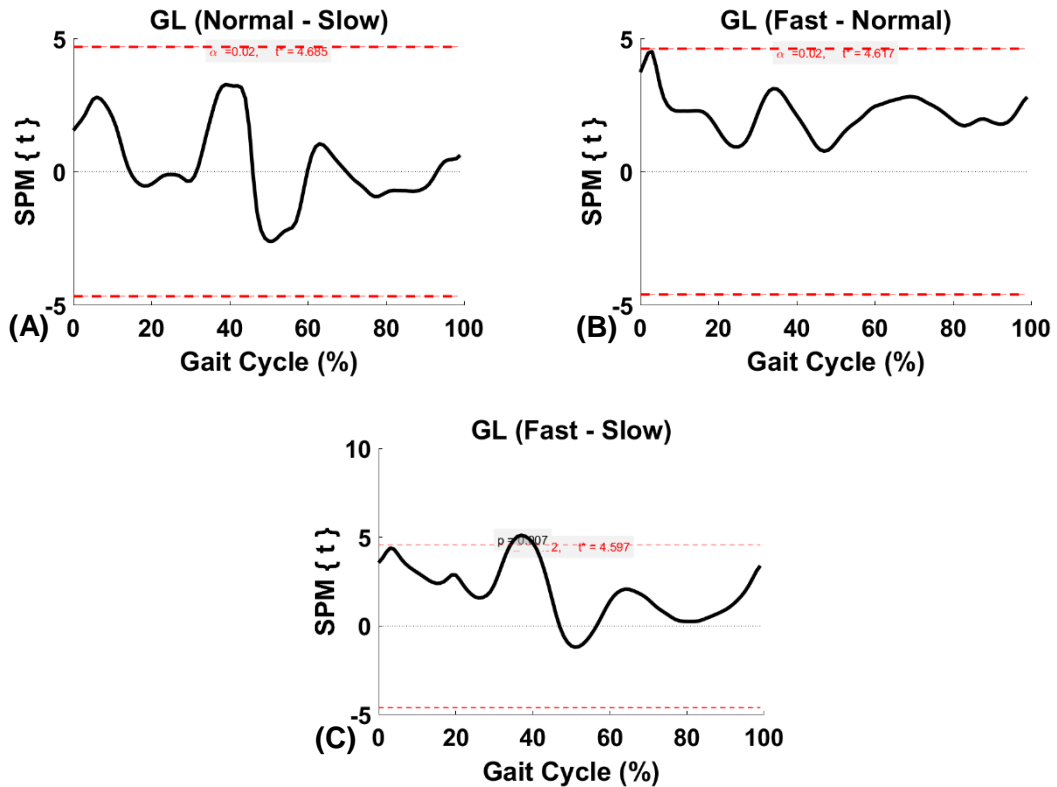 GL (Normal - Slow)
5
α =0.02, t* = 4.685
SPM { t }
0
-5
0 20 40 60 80 100
(A)
Gait Cycle (%)
GL (Fast - Normal)
5
α =0.02, t* = 4.617
SPM { t }
0
-5
0 20 40 60 80 100
(B)
Gait Cycle (%)
GL (Fast - Slow)
10
5
p = 0.007
2, t* = 4.597
SPM { t }
0
-5
0 20 40 60 80 100
(C)
Gait Cycle (%)